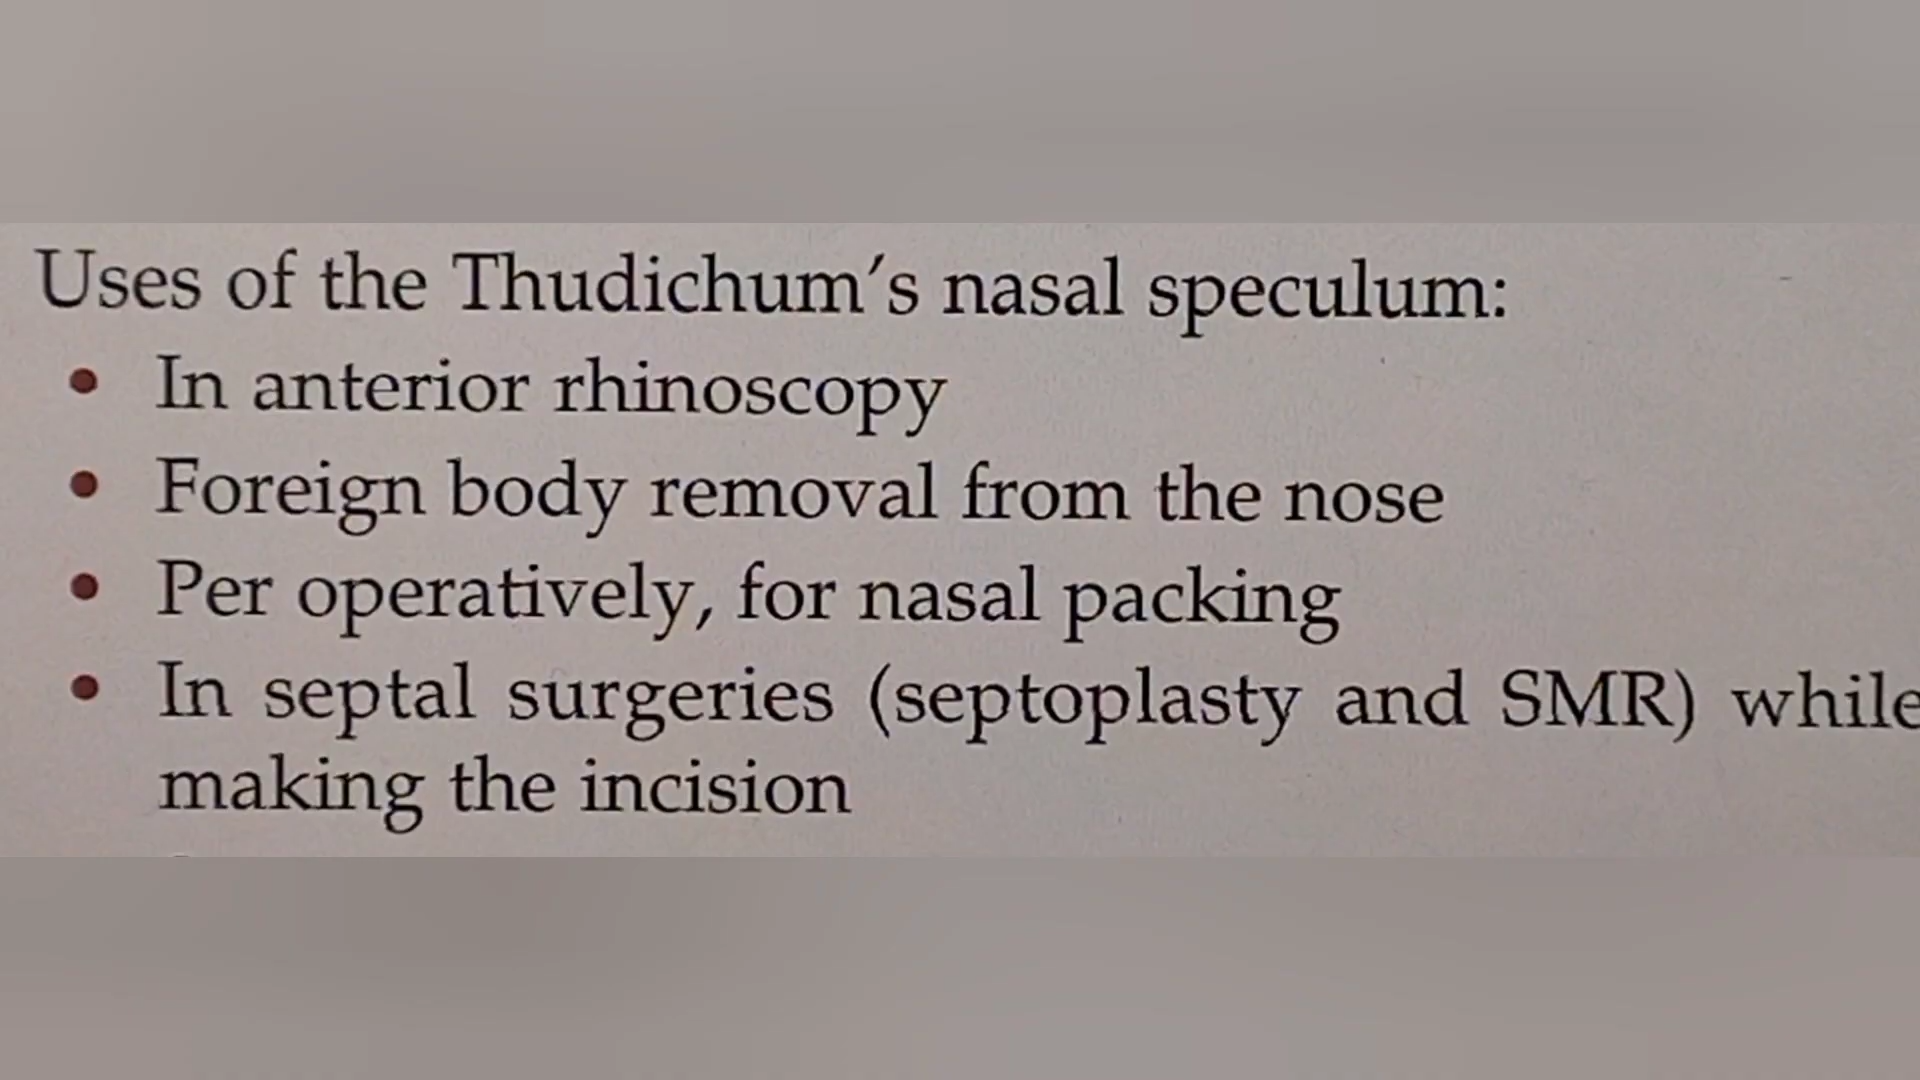 Uses of the Thudichum's nasal speculum:
• In anterior rhinoscopy
• Foreign body removal from the nose
• Per operatively, for nasal packing
• In septal surgeries (septoplasty and SMR) while
making the incision